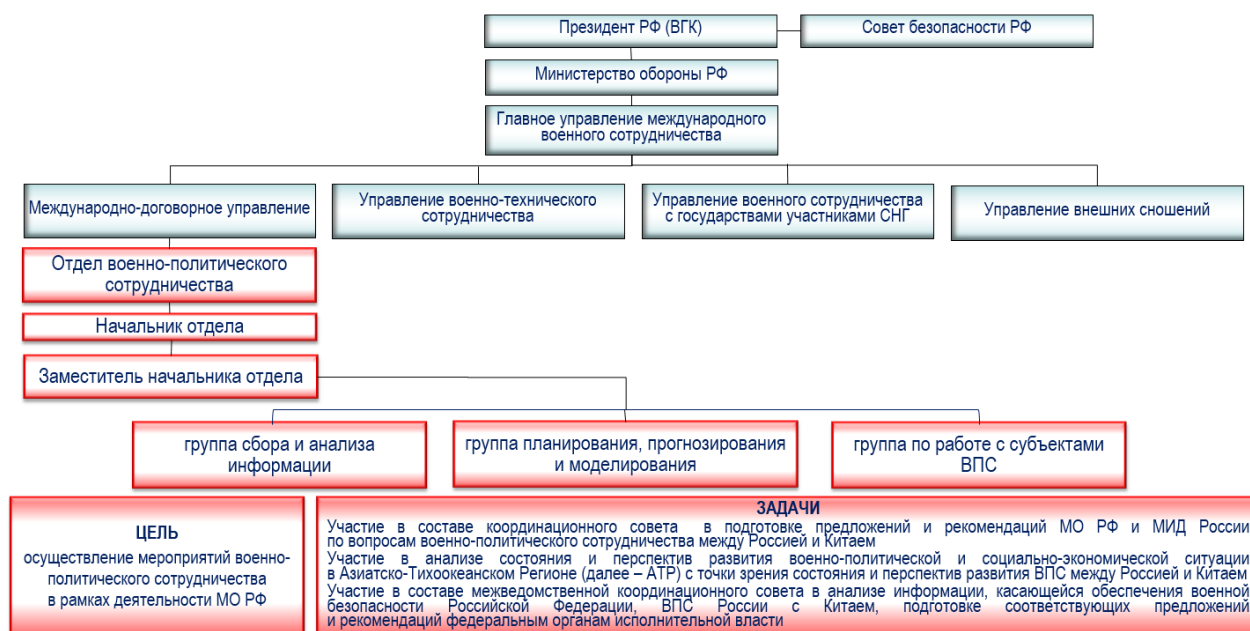 Президент РФ (ВГК)
Совет безопасности РФ
Министерство обороны РФ
Главное управление международного
военного сотрудничества
Международно-договорное управление
Управление военно-технического
сотрудничества
Управление военного сотрудничества
с государствами участниками СНГ
Управление внешних сношений
Отдел военно-политического
сотрудничества
Начальник отдела
Заместитель начальника отдела
группа сбора и анализа
информации
группа планирования, прогнозирования
и моделирования
группа по работе с субъектами
ВПС
ЦЕЛЬ
осуществление мероприятий военно-
политического сотрудничества
в рамках деятельности МО РФ
ЗАДАЧИ
Участие в составе координационного совета в подготовке предложений и рекомендаций МО РФ и МИД России
по вопросам военно-политического сотрудничества между Россией и Китаем
Участие в анализе состояния и перспектив развития военно-политической и социально-экономической ситуации
в Азиатско-Тихоокеанском Регионе (далее – АТР) с точки зрения состояния и перспектив развития ВПС между Россией и Китаем
Участие в составе межведомственной координационного совета в анализе информации, касающейся обеспечения военной
безопасности Российской Федерации, ВПС России с Китаем, подготовке соответствующих предложений
и рекомендаций федеральным органам исполнительной власти